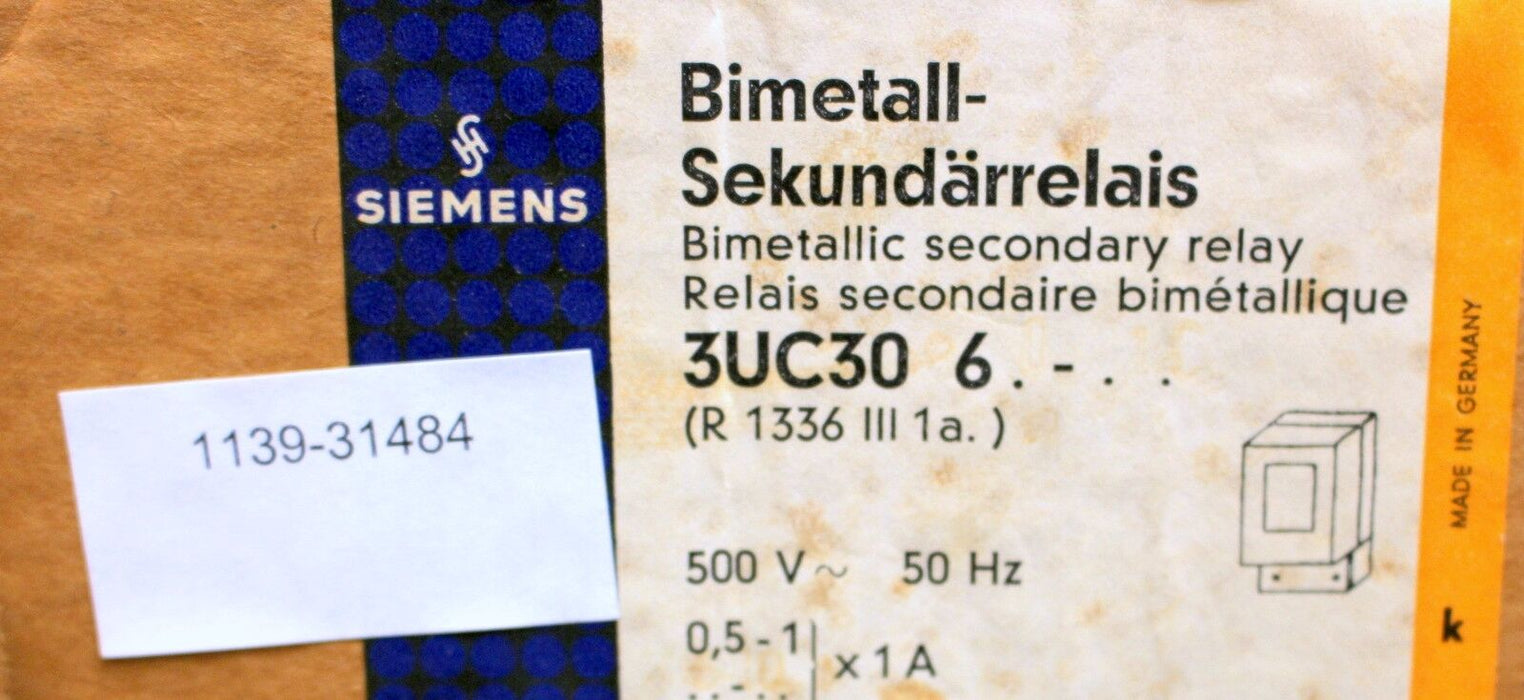 SIEMENS
1139-31484
Bimetall-
Sekundärrelais
Bimetallic secondary relay
Relais secondaire bimétallique
3UC30 6 . - . .
(R 1336 III 1a. )
500 V~ 50 Hz
0,5 - 1
. . - . .
x 1 A
MADE IN GERMANY
k